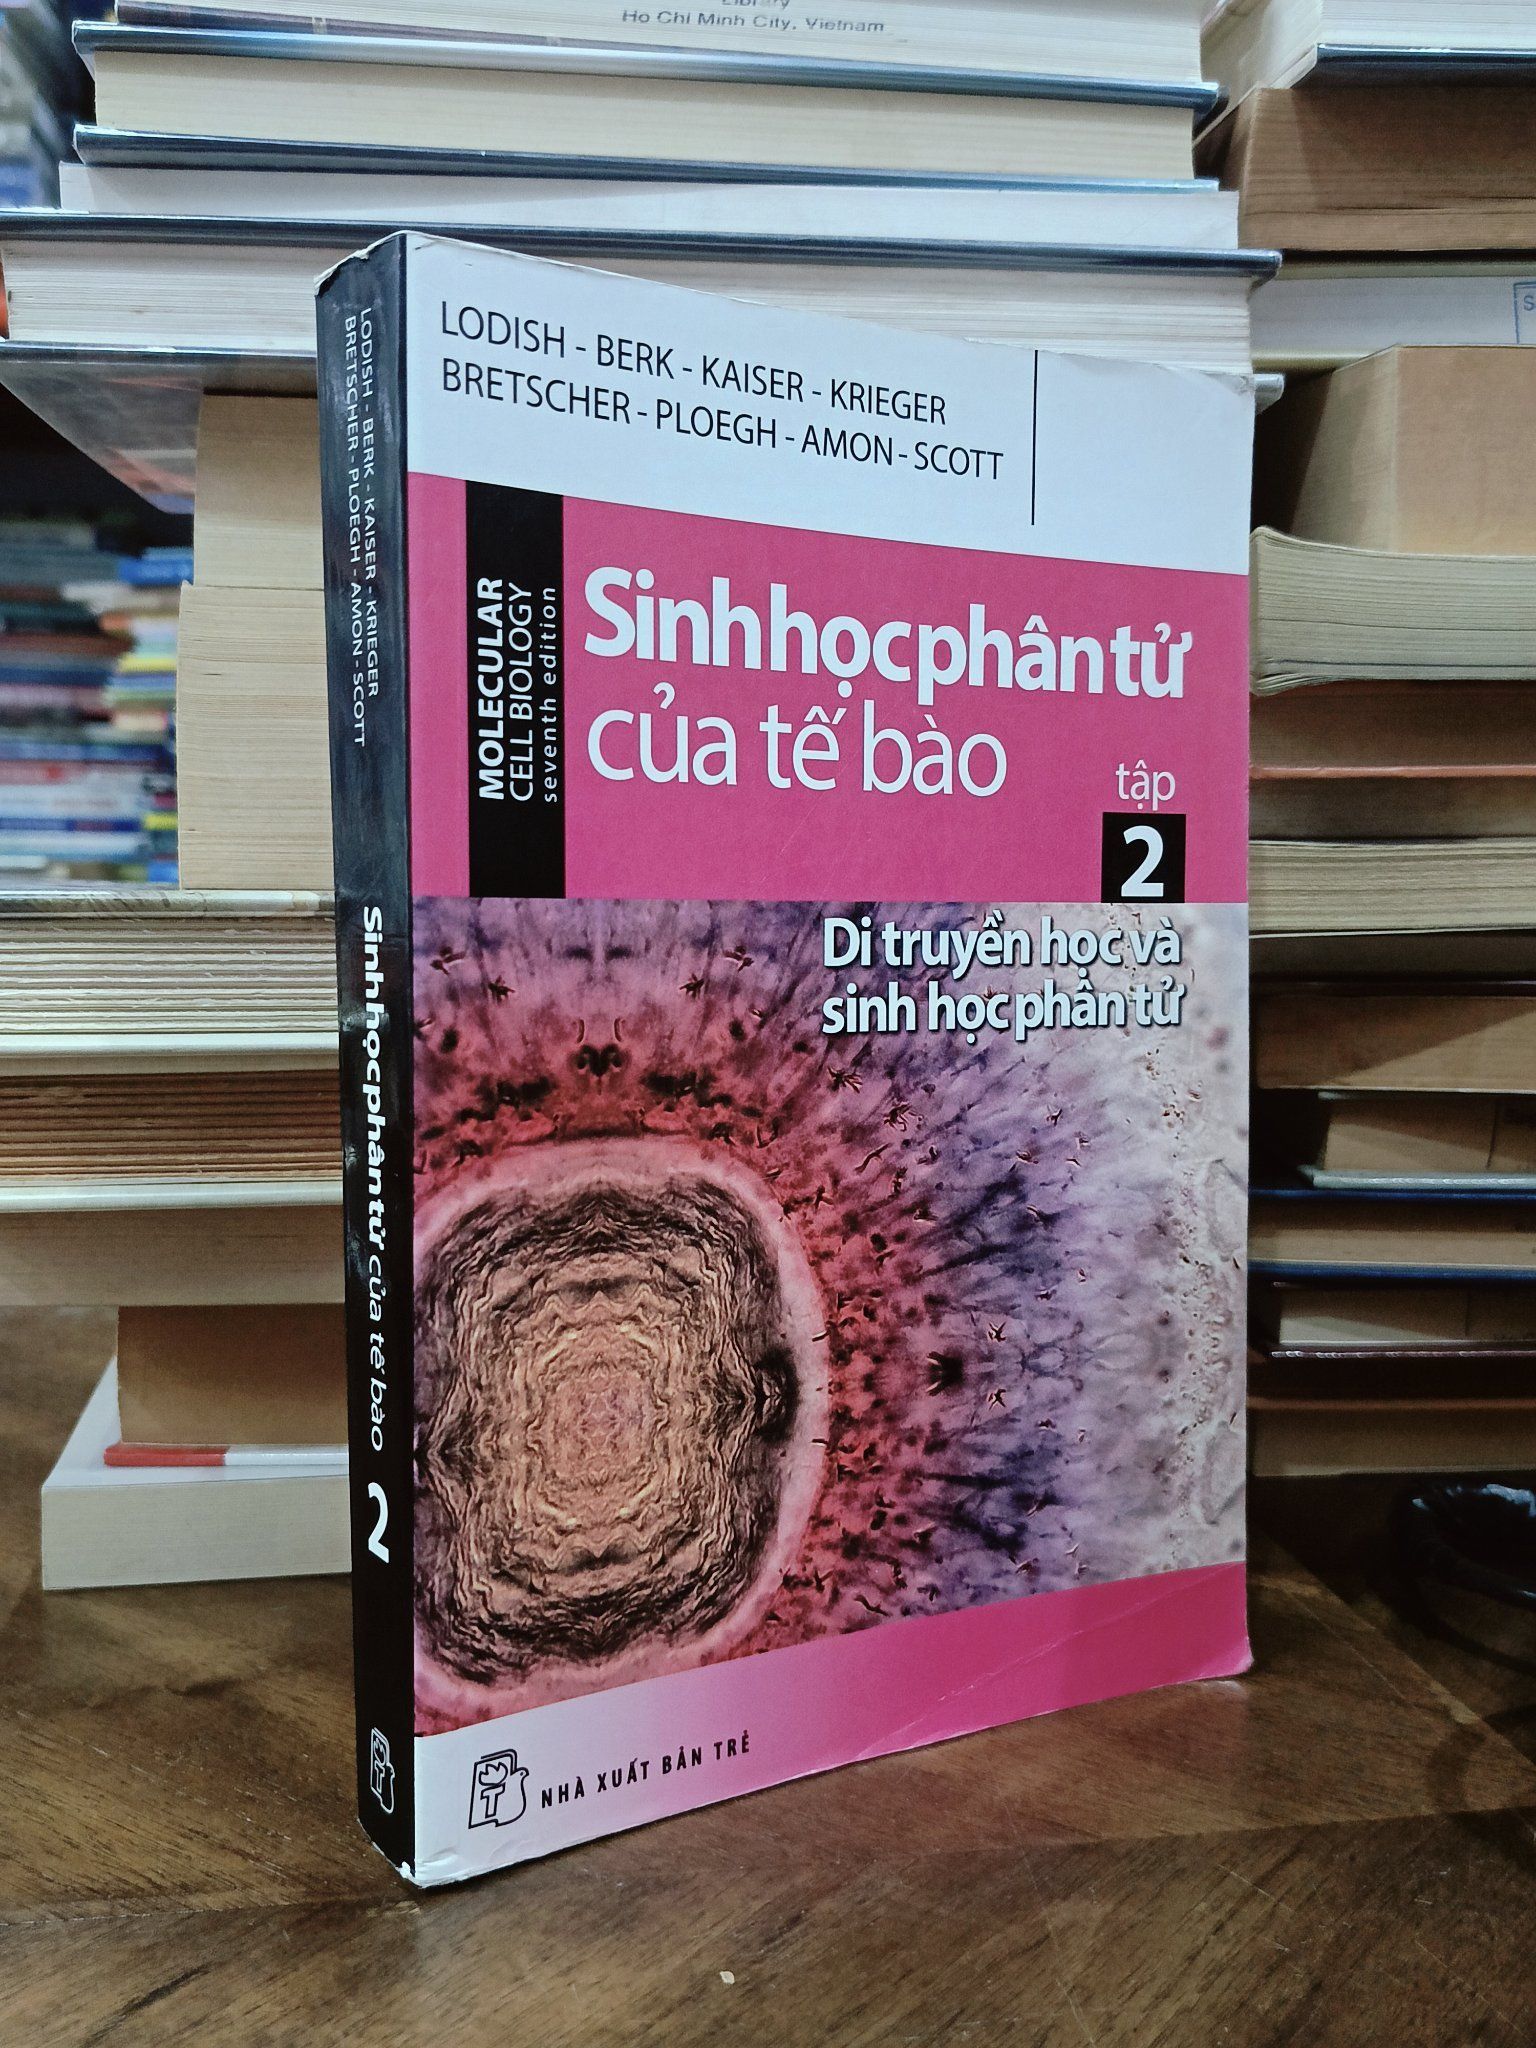 Library
Ho Chi Minh City, Vietnam
LODISH - BERK - KAISER - KRIEGER
BRETSCHER - PLOEGH - AMON - SCOTT
MOLECULAR
CELL BIOLOGY
seventh edition
Sinh học phân tử
của tế bào
tập
2
Di truyền học và
sinh học phân tử
NHÀ XUẤT BẢN TRẺ
LODISH - BERK - KAISER - KRIEGER
BRETSCHER - PLOEGH - AMON - SCOTT
Sinh học phân tử của tế bào 2